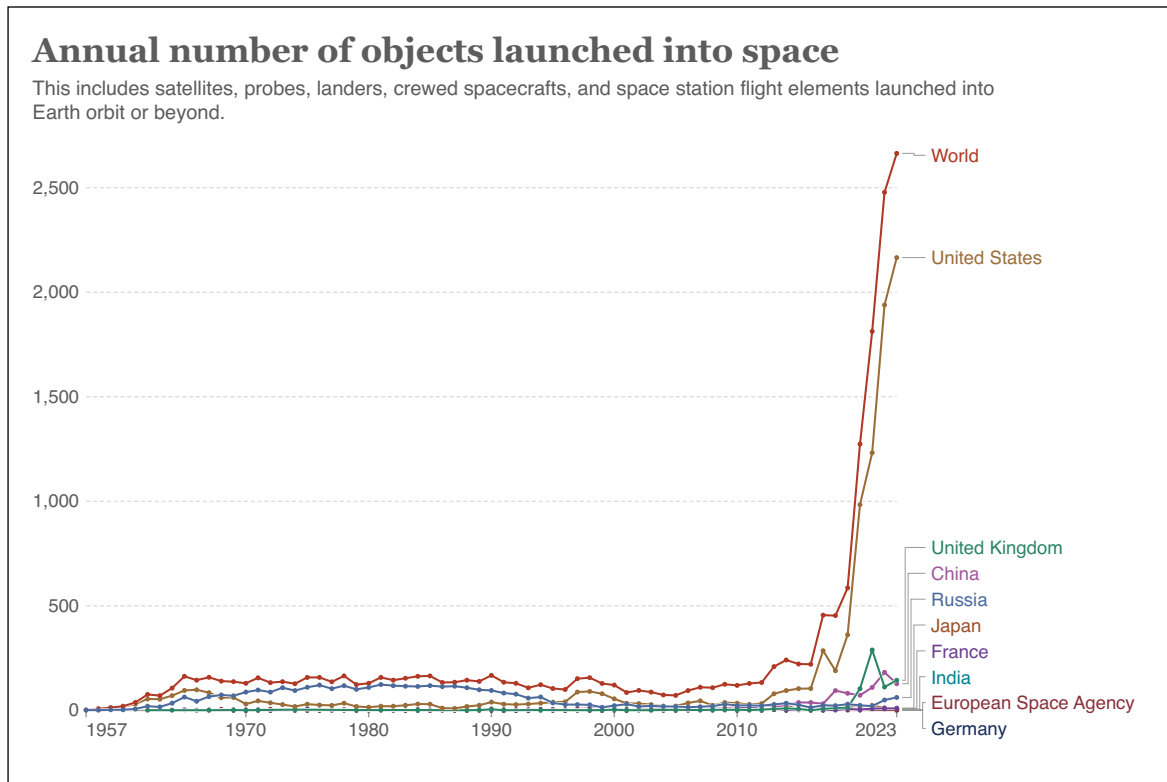 Annual number of objects launched into space
This includes satellites, probes, landers, crewed spacecrafts, and space station flight elements launched into
Earth orbit or beyond.
World
2,500
United States
2,000
1,500
1,000
United Kingdom
China
500
Russia
Japan
France
India
European Space Agency
0
Germany
1957
1970
1980
1990
2000
2010
2023